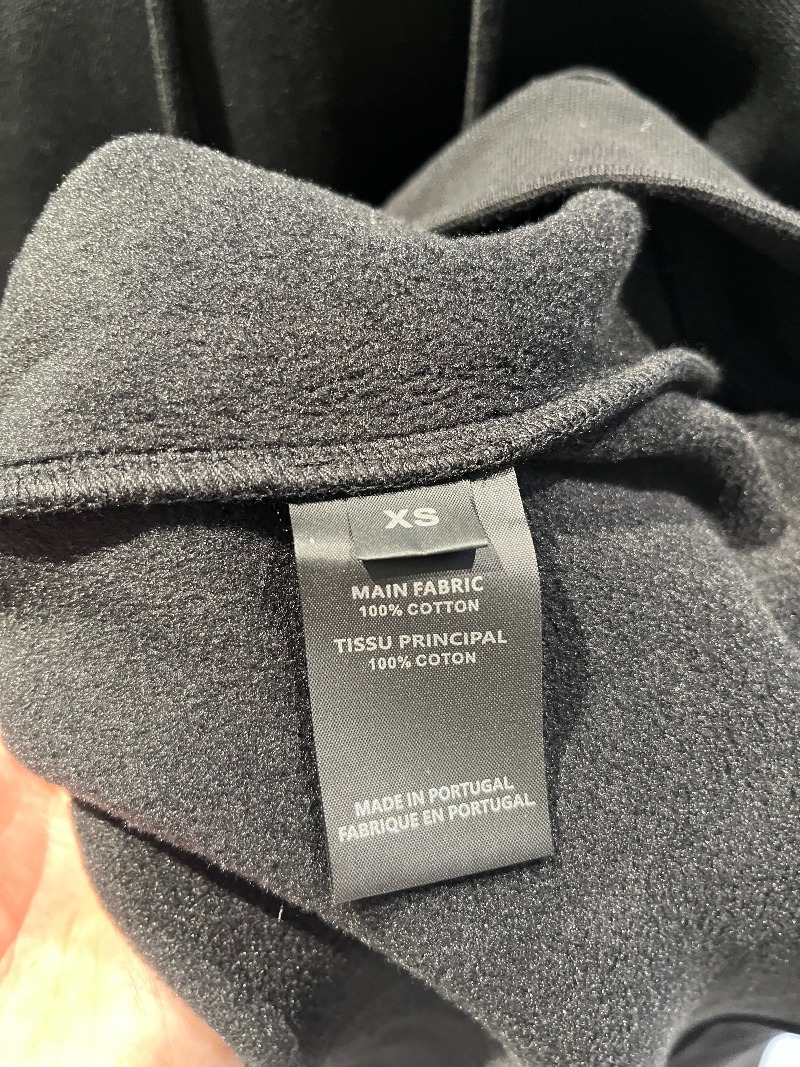 XS
MAIN FABRIC
100% COTTON
TISSU PRINCIPAL
100% COTON
MADE IN PORTUGAL
FABRIQUE EN PORTUGAL